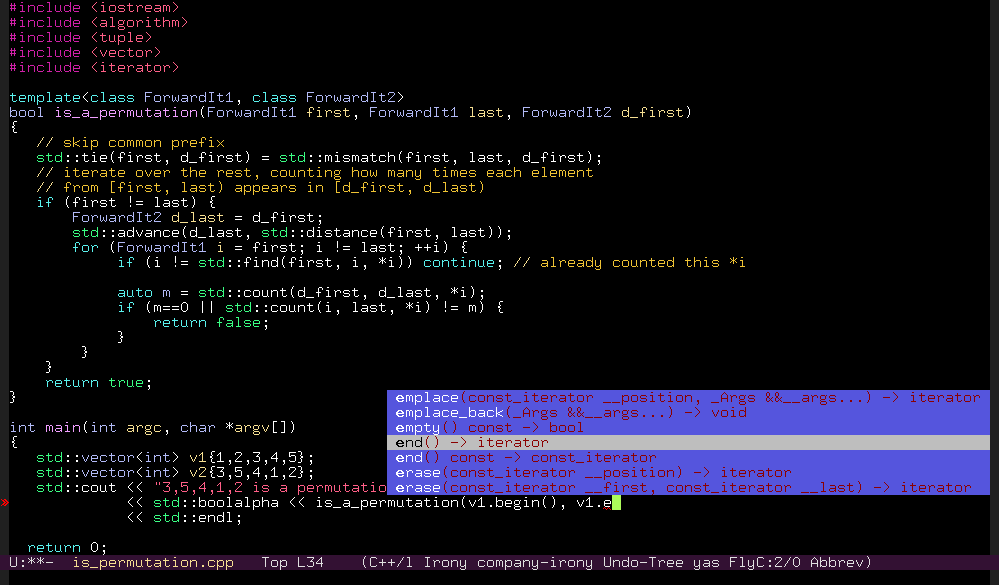 #include <iostream>
#include <algorithm>
#include <tuple>
#include <vector>
#include <iterator>

template<class ForwardIt1, class ForwardIt2>
bool is_a_permutation(ForwardIt1 first, ForwardIt1 last, ForwardIt2 d_first)
{
   // skip common prefix
   std::tie(first, d_first) = std::mismatch(first, last, d_first);
   // iterate over the rest, counting how many times each element
   // from [first, last) appears in [d_first, d_last)
   if (first != last) {
       ForwardIt2 d_last = d_first;
       std::advance(d_last, std::distance(first, last));
       for (ForwardIt1 i = first; i != last; ++i) {
            if (i != std::find(first, i, *i)) continue; // already counted this *i

            auto m = std::count(d_first, d_last, *i);
            if (m==0 || std::count(i, last, *i) != m) {
                return false;
            }
        }
    }
    return true;
}
emplace(const_iterator __position, _Args &&__args...) -> iterator
emplace_back(_Args &&__args...) -> void
int main(int argc, char *argv[])
empty() const -> bool
{
end() -> iterator
   std::vector<int> v1{1,2,3,4,5};
end() const -> const_iterator
   std::vector<int> v2{3,5,4,1,2};
erase(const_iterator __position) -> iterator
   std::cout << "3,5,4,1,2 is a permutatio
erase(const_iterator __first, const_iterator __last) -> iterator
»            << std::boolalpha << is_a_permutation(v1.begin(), v1.e
             << std::endl;

  return 0;
U:**-  is_permutation.cpp   Top L34    (C++/l Irony company-irony Undo-Tree yas FlyC:2/0 Abbrev)